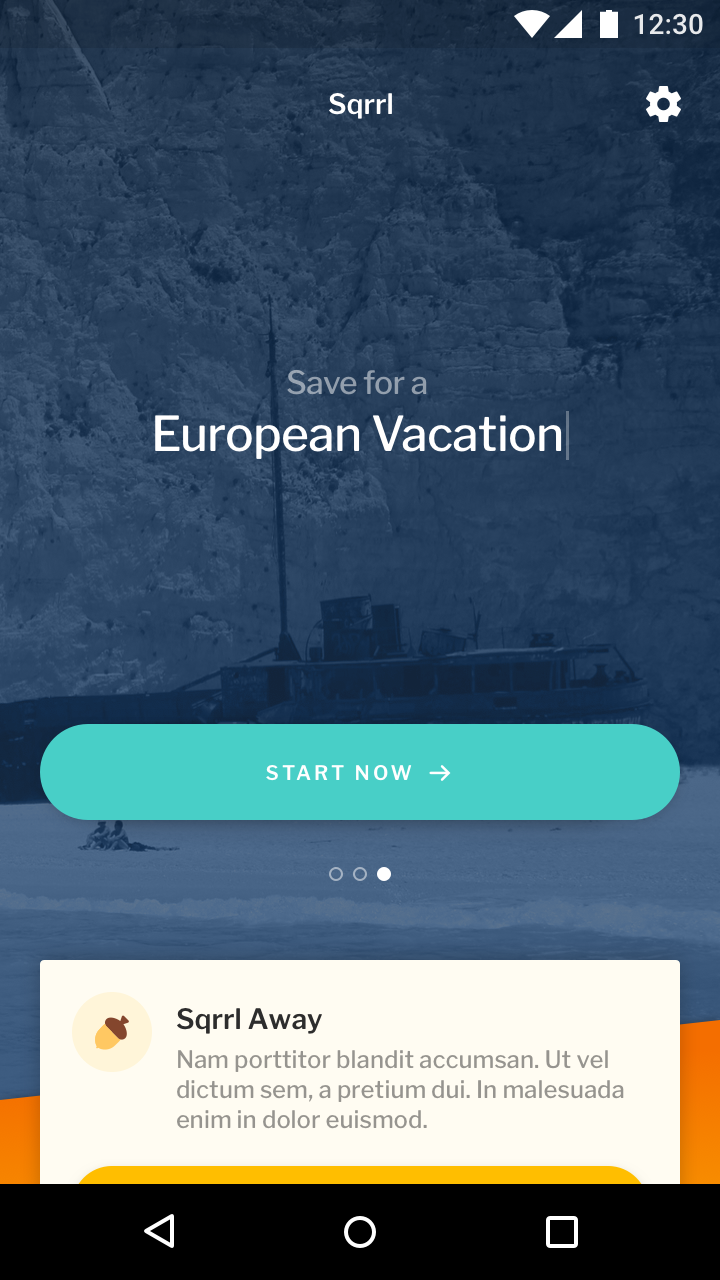 12:30
Sqrrl
Save for a
European Vacation
START NOW
Sqrrl Away
Nam porttitor blandit accumsan. Ut vel
dictum sem, a pretium dui. In malesuada
enim in dolor euismod.